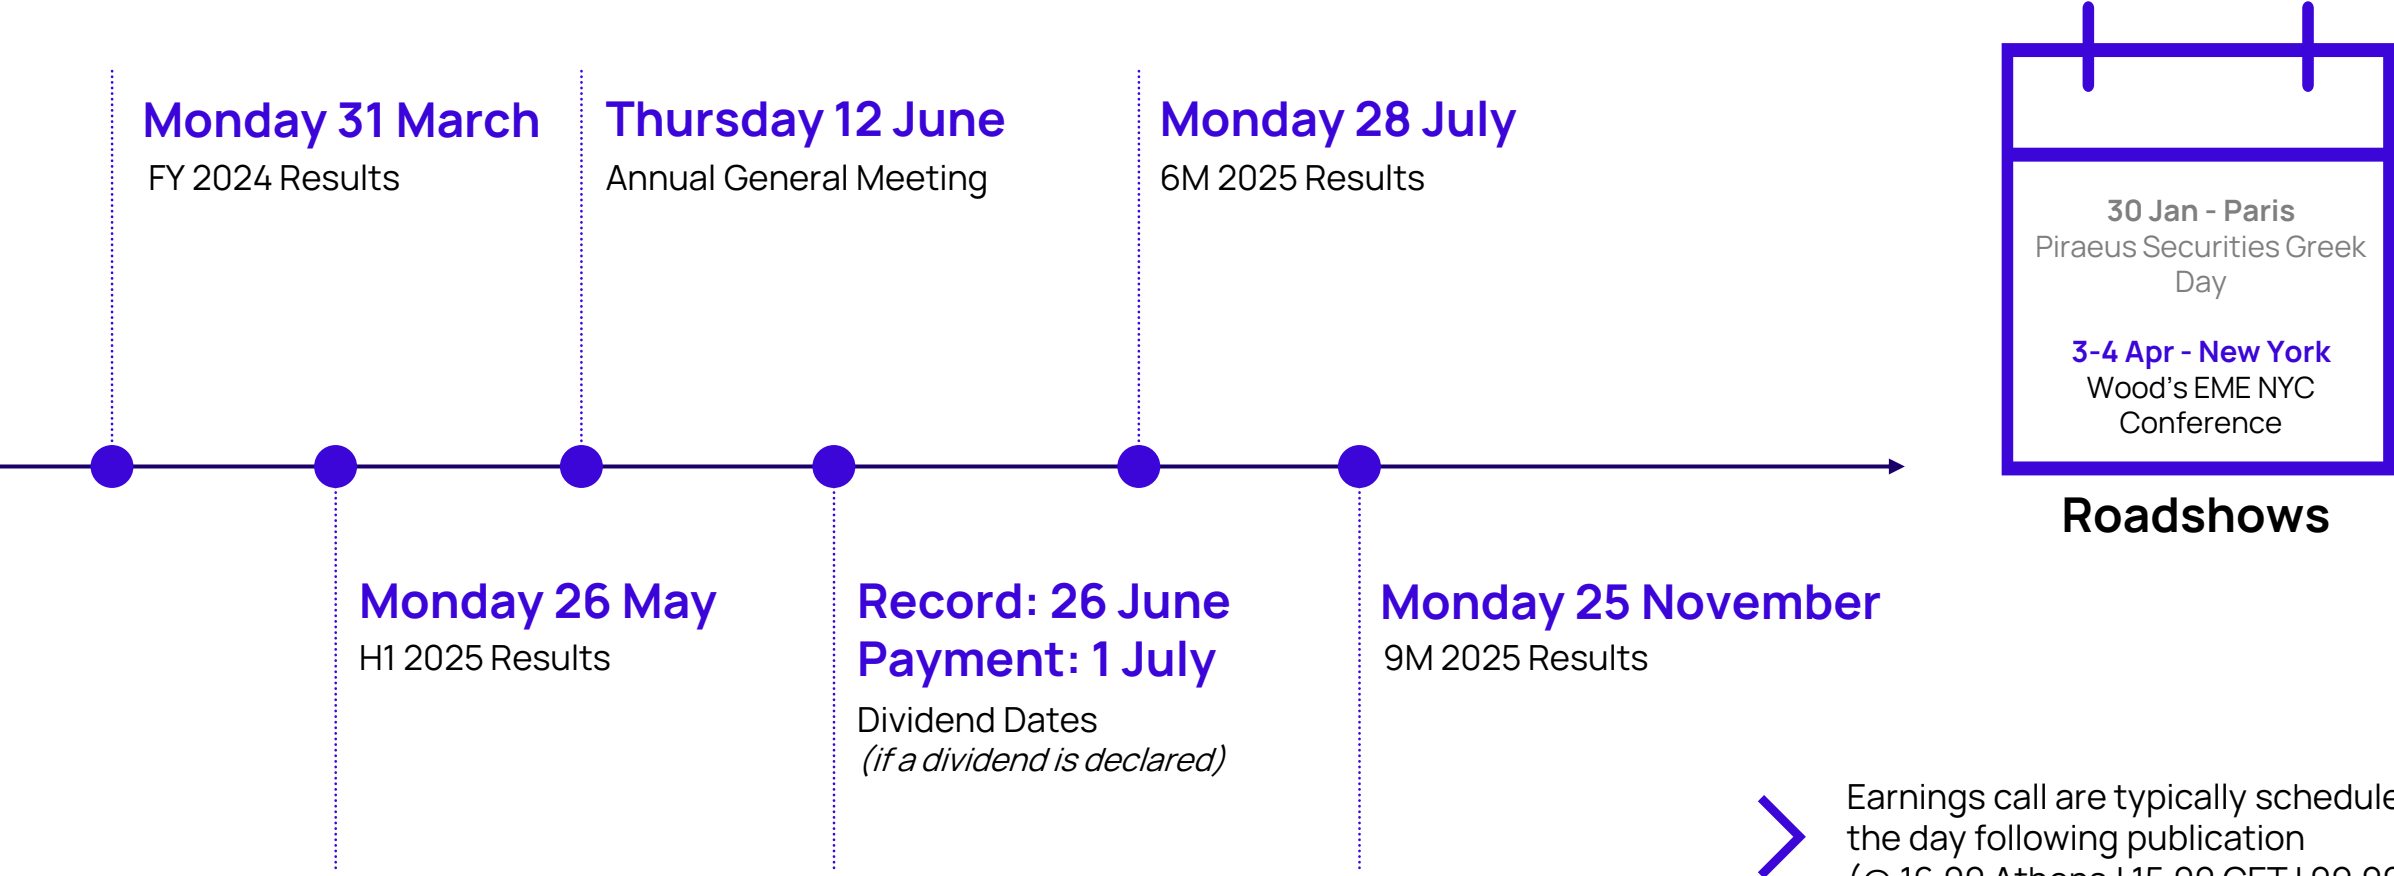 Monday 31 March
FY 2024 Results
Thursday 12 June
Annual General Meeting
Monday 28 July
6M 2025 Results
Monday 26 May
H1 2025 Results
Record: 26 June
Payment: 1 July
Dividend Dates
(if a dividend is declared)
Monday 25 November
9M 2025 Results
30 Jan - Paris
Piraeus Securities Greek
Day
3-4 Apr - New York
Wood's EME NYC
Conference
Roadshows
Earnings call are typically schedule
the day following publication